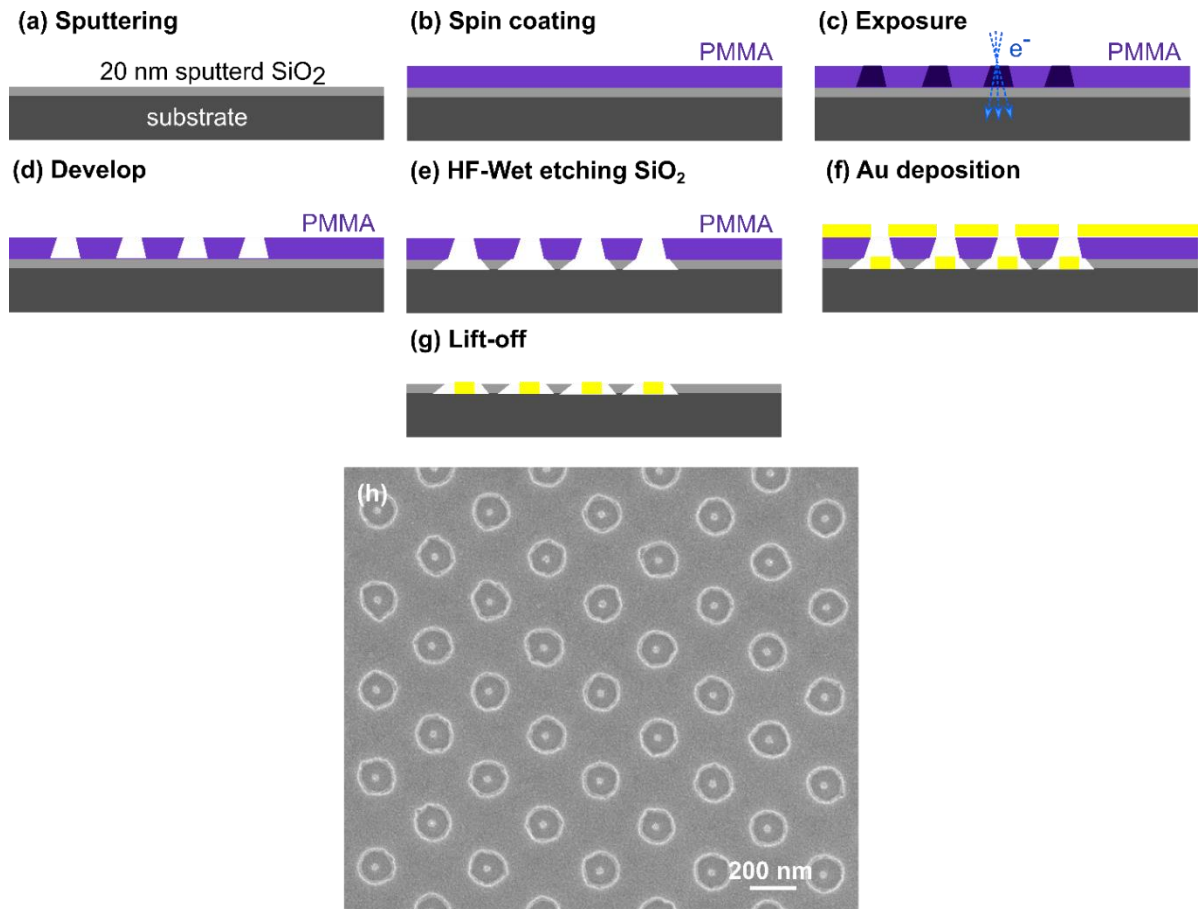 (a) Sputtering
20 nm sputterd SiO₂
substrate
(b) Spin coating
PMMA
(c) Exposure
e⁻
PMMA
(d) Develop
PMMA
(e) HF-Wet etching SiO₂
PMMA
(f) Au deposition
(g) Lift-off
(h)
200 nm